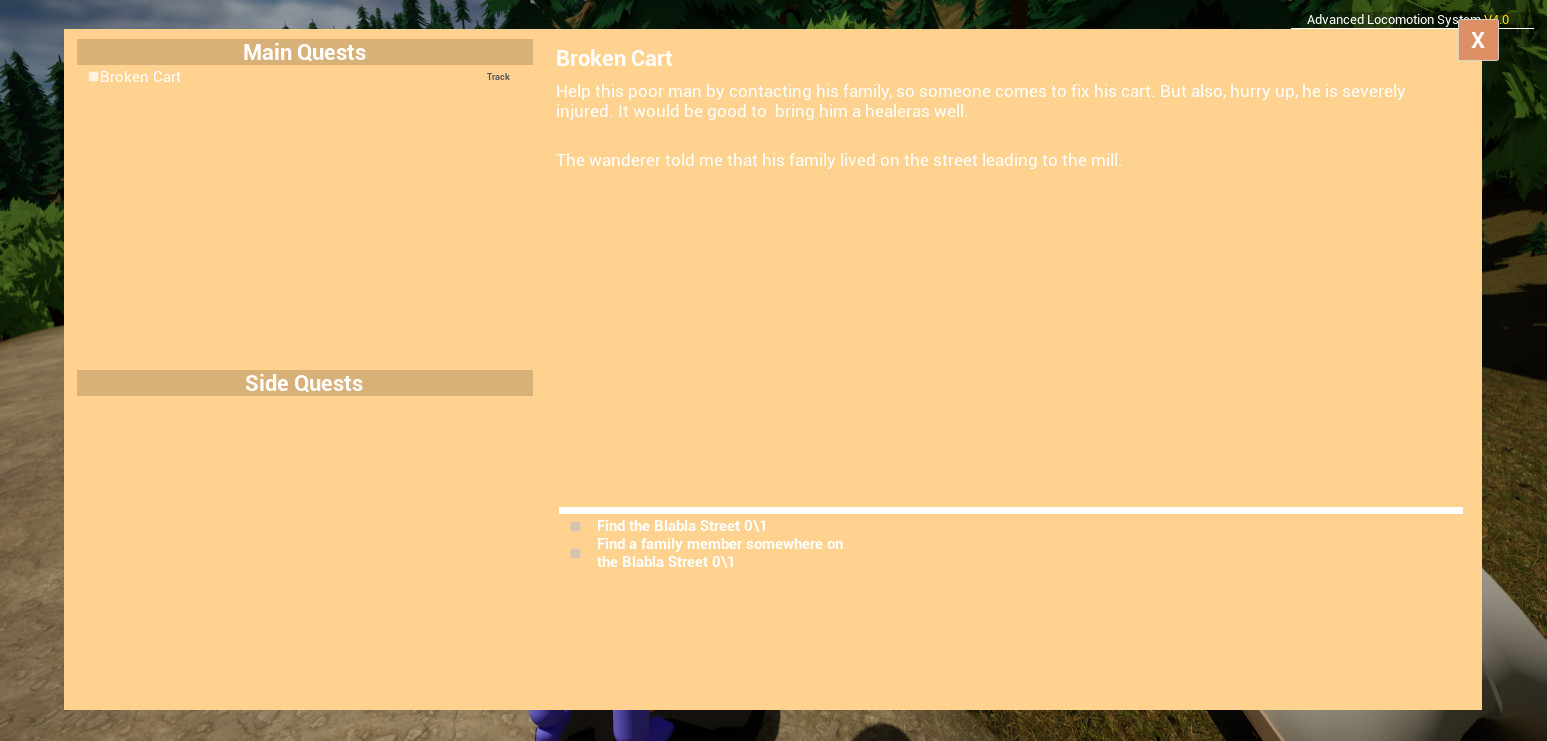 Advanced Locomotion System V4.0
X
Main Quests
Broken Cart
Track
Side Quests
Broken Cart
Help this poor man by contacting his family, so someone comes to fix his cart. But also, hurry up, he is severely
injured. It would be good to  bring him a healeras well.
The wanderer told me that his family lived on the street leading to the mill.
Find the Blabla Street 0\1
Find a family member somewhere on
the Blabla Street 0\1